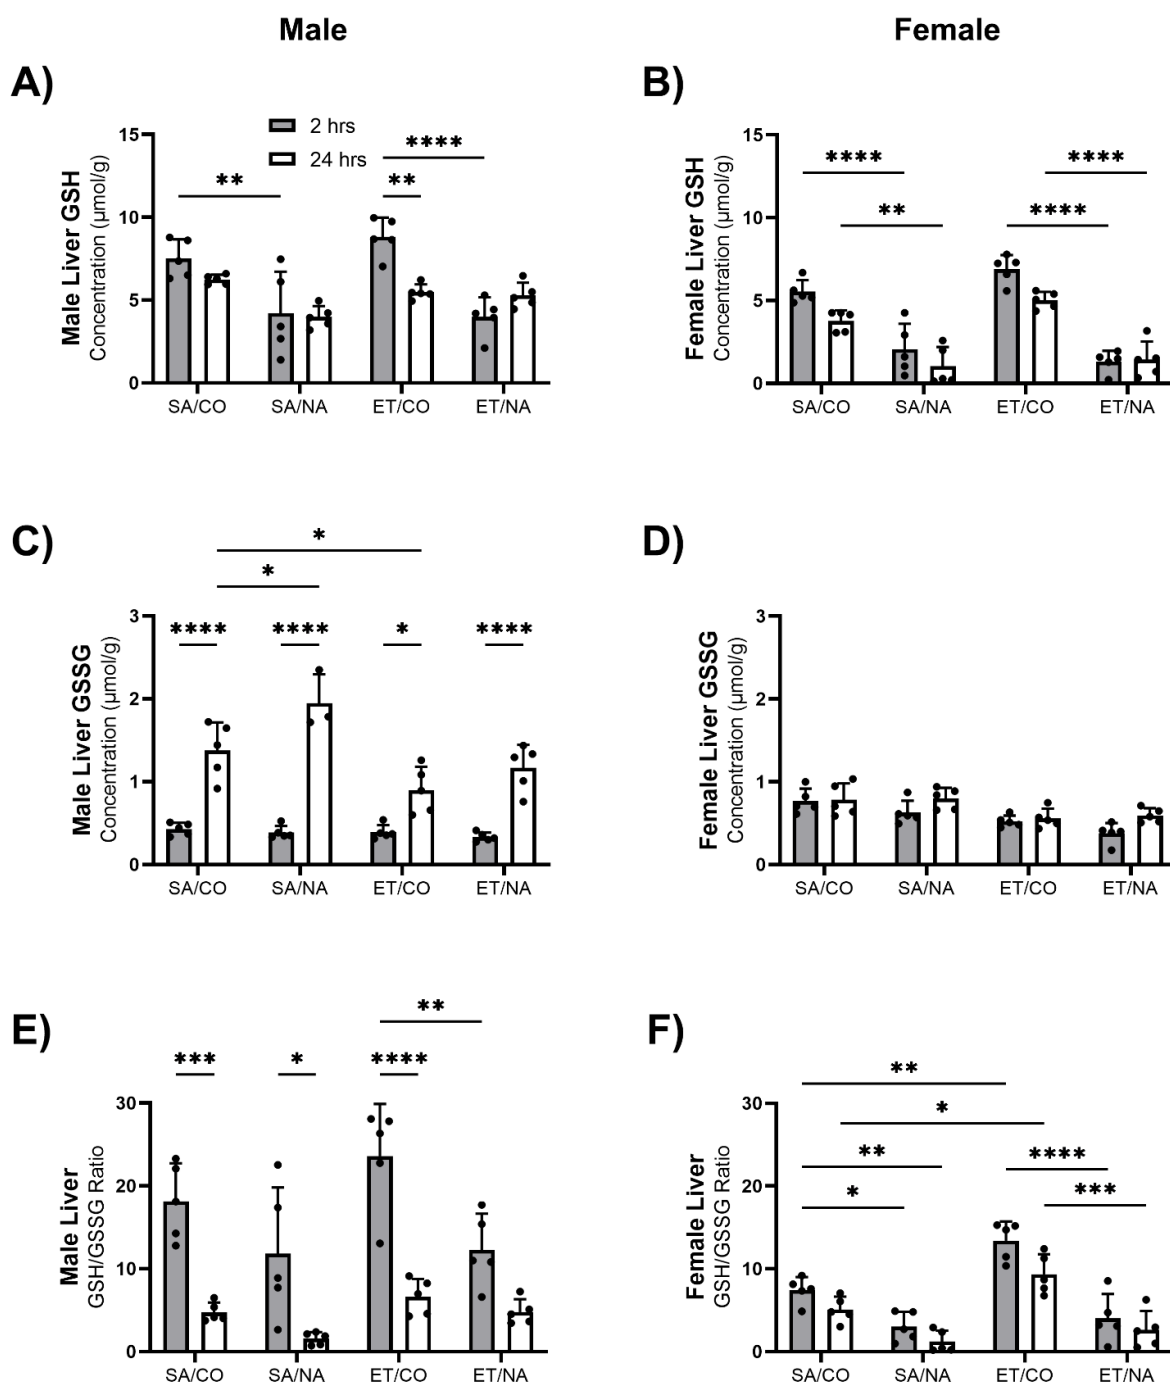 Male
Female
A)
B)
2 hrs
24 hrs
Male Liver GSH
Concentration (µmol/g)
15
10
5
0
** **** **
SA/CO SA/NA ET/CO ET/NA
Female Liver GSH
Concentration (µmol/g)
15
10
5
0
**** ****
** ****
SA/CO SA/NA ET/CO ET/NA
C)
D)
Male Liver GSSG
Concentration (µmol/g)
*
*
3
2
1
0
**** **** * ****
SA/CO SA/NA ET/CO ET/NA
Female Liver GSSG
Concentration (µmol/g)
3
2
1
0
SA/CO SA/NA ET/CO ET/NA
E)
F)
Male Liver
GSH/GSSG Ratio
**
*** * ****
30
20
10
0
SA/CO SA/NA ET/CO ET/NA
Female Liver
GSH/GSSG Ratio
**
*
** ****
* ***
30
20
10
0
SA/CO SA/NA ET/CO ET/NA